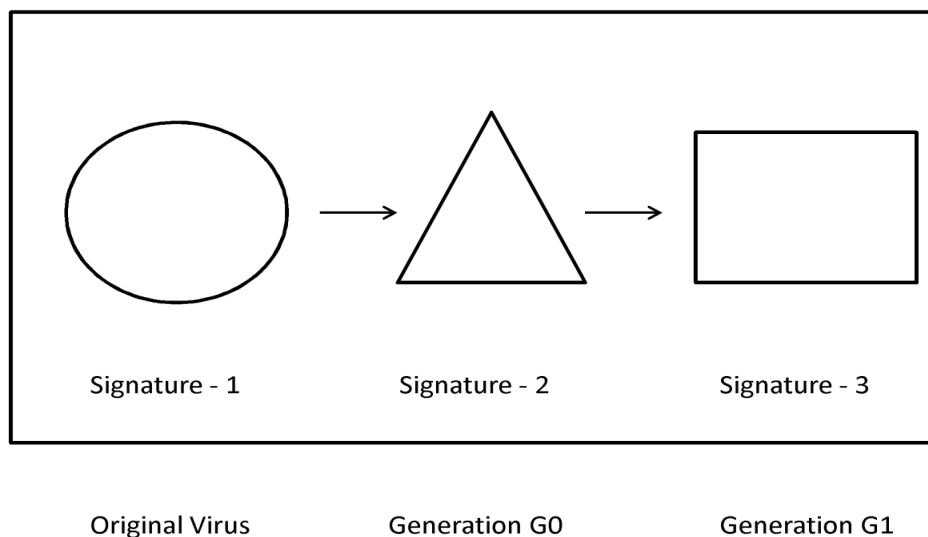 Signature - 1 Signature - 2 Signature - 3
Original Virus Generation G0 Generation G1